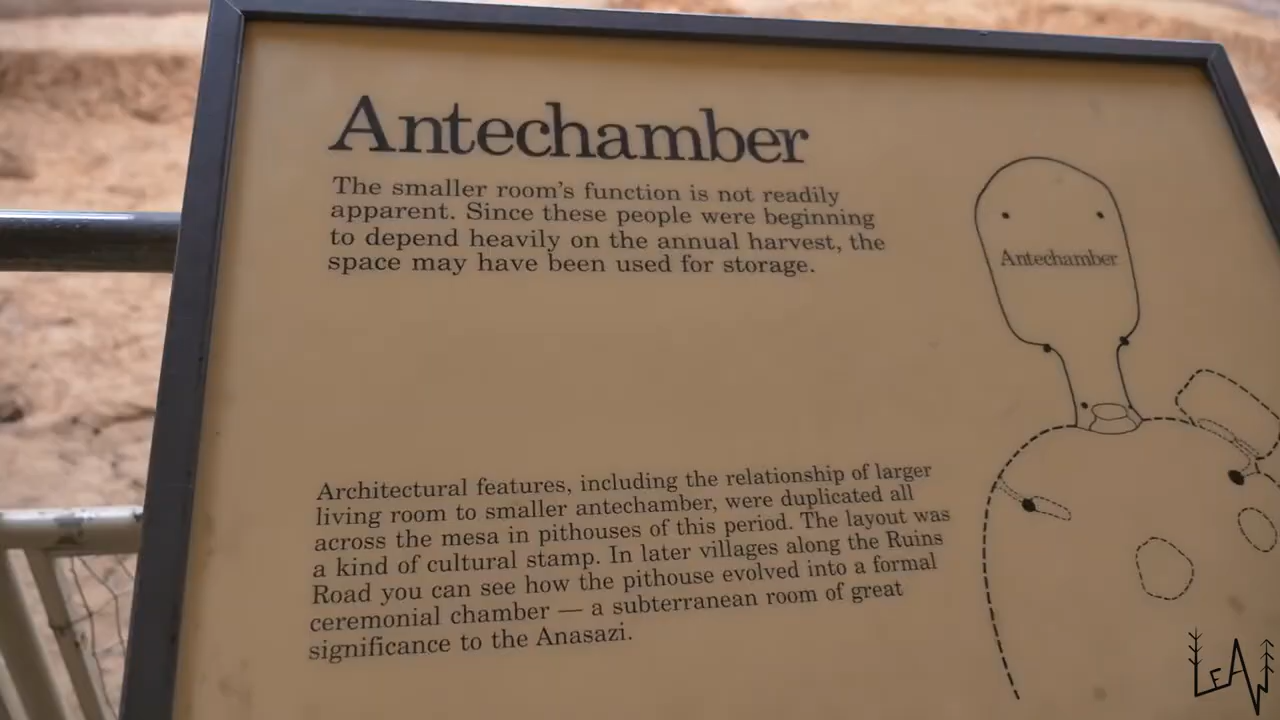 Antechamber
The smaller room's function is not readily
apparent. Since these people were beginning
to depend heavily on the annual harvest, the
space may have been used for storage.
Antechamber
Architectural features, including the relationship of larger
living room to smaller antechamber, were duplicated all
across the mesa in pithouses of this period. The layout was
a kind of cultural stamp. In later villages along the Ruins
Road you can see how the pithouse evolved into a formal
ceremonial chamber — a subterranean room of great
significance to the Anasazi.
LEAW